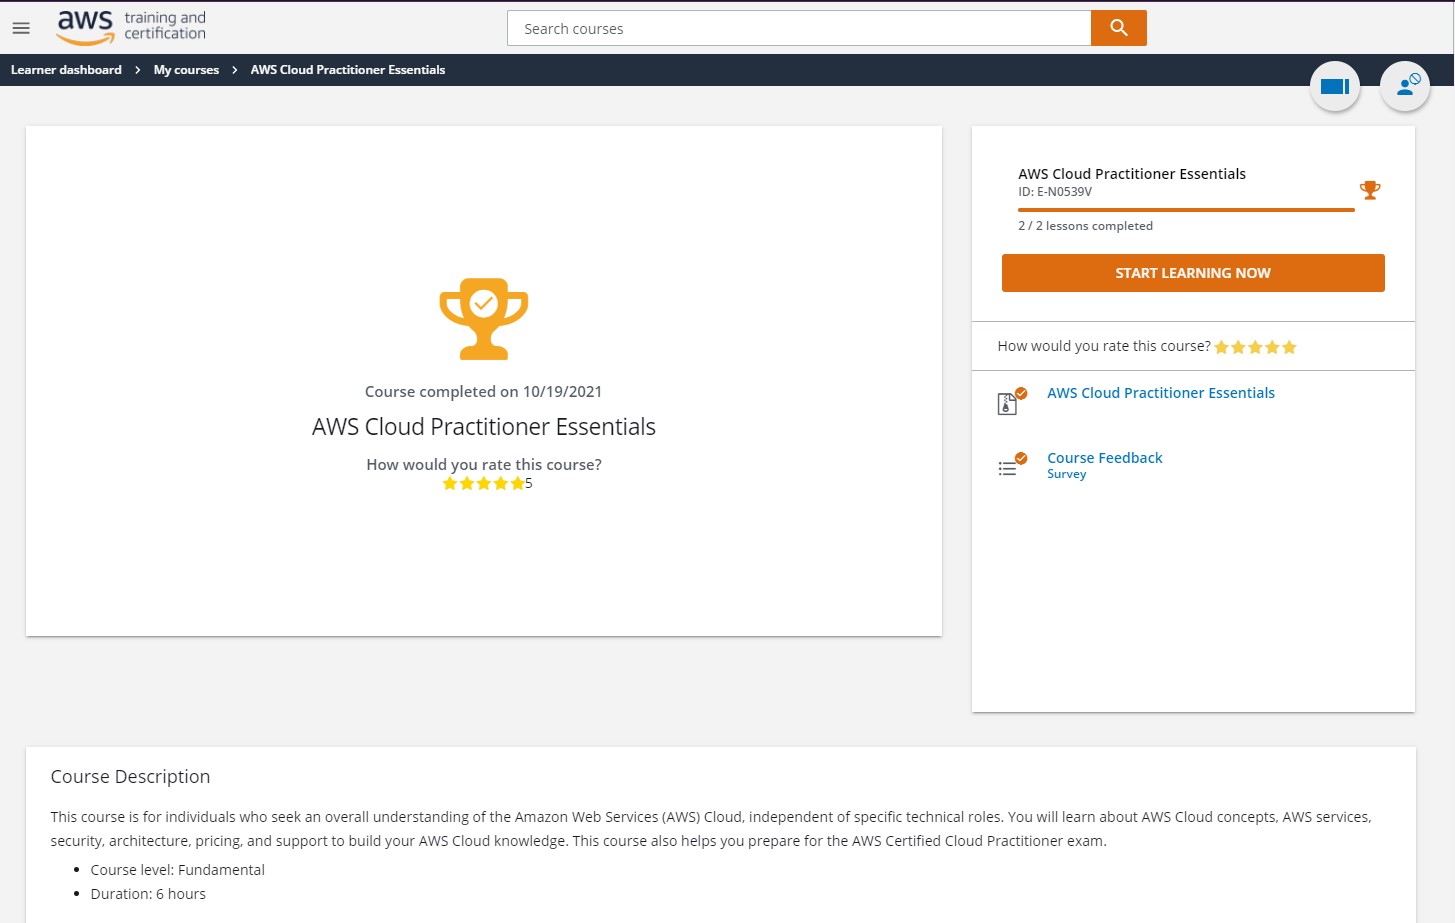 aws training and
certification
Search courses
Learner dashboard > My courses > AWS Cloud Practitioner Essentials
Course completed on 10/19/2021
AWS Cloud Practitioner Essentials
How would you rate this course?
5
AWS Cloud Practitioner Essentials
ID: E-N0539V
2 / 2 lessons completed
START LEARNING NOW
How would you rate this course?
AWS Cloud Practitioner Essentials
Course Feedback
Survey
Course Description
This course is for individuals who seek an overall understanding of the Amazon Web Services (AWS) Cloud, independent of specific technical roles. You will learn about AWS Cloud concepts, AWS services,
security, architecture, pricing, and support to build your AWS Cloud knowledge. This course also helps you prepare for the AWS Certified Cloud Practitioner exam.
• Course level: Fundamental
• Duration: 6 hours